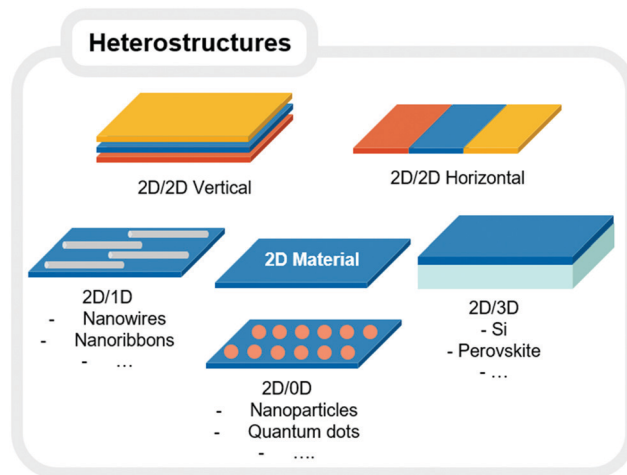 Heterostructures
2D/2D Vertical
2D/2D Horizontal
2D Material
2D/1D
- Nanowires
- Nanoribbons
- ...
2D/3D
- Si
- Perovskite
- ...
2D/0D
- Nanoparticles
- Quantum dots
- ....